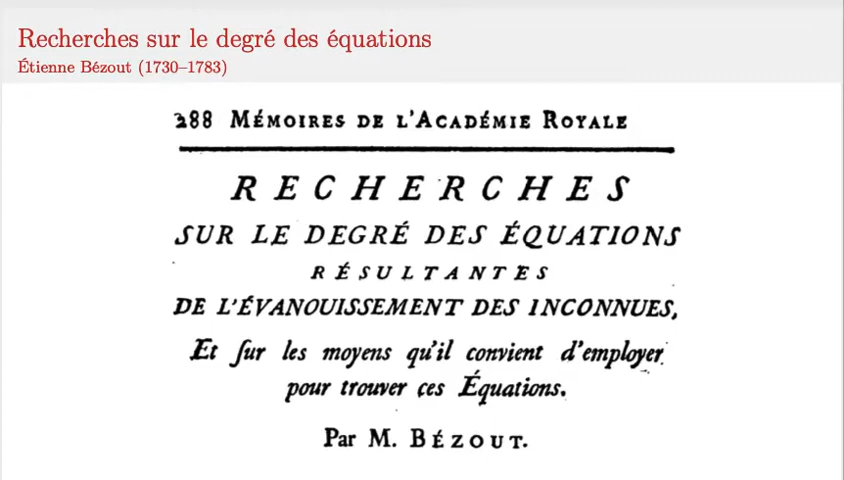 Recherches sur le degré des équations
Étienne Bézout (1730–1783)
288 MÉMOIRES DE L'ACADÉMIE ROYALE
RECHERCHES
SUR LE DEGRÉ DES ÉQUATIONS
RÉSULTANTES
DE L'ÉVANOUISSEMENT DES INCONNUES,
Et ſur les moyens qu'il convient d'employer
pour trouver ces Équations.
Par M. BÉZOUT.